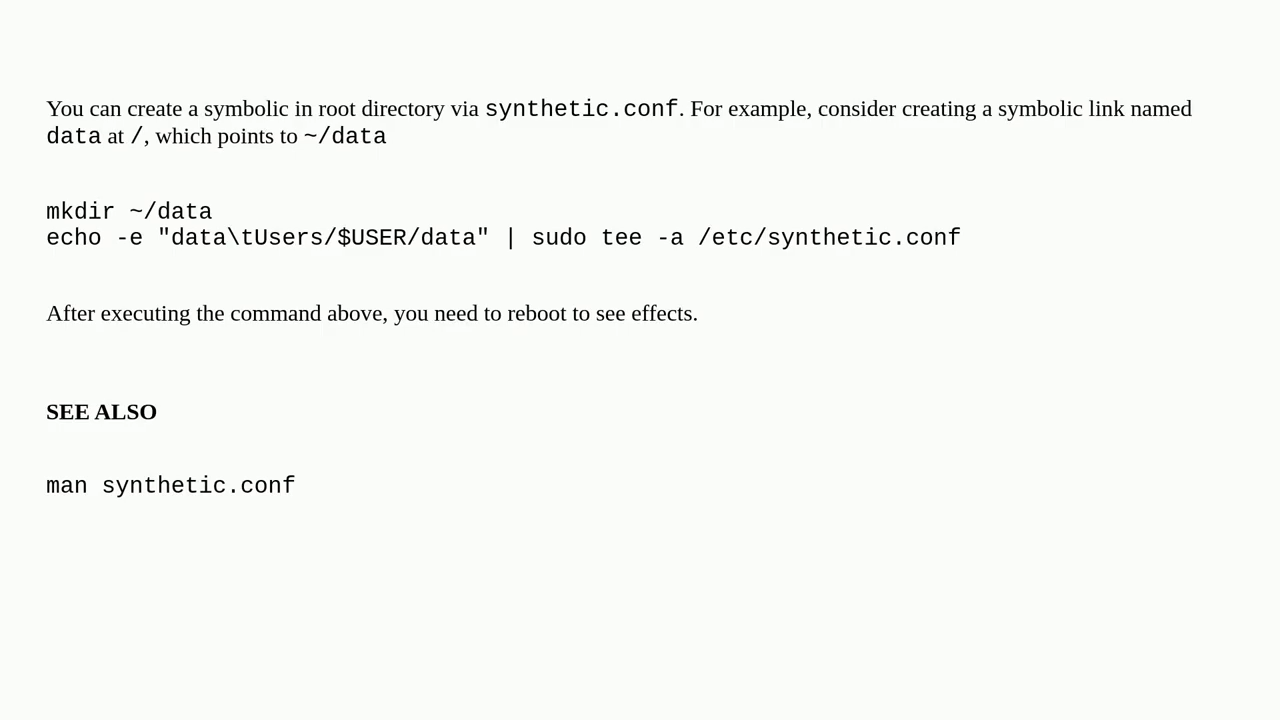 You can create a symbolic in root directory via synthetic.conf. For example, consider creating a symbolic link named
data at /, which points to ~/data
mkdir ~/data
echo -e "data\tUsers/$USER/data" | sudo tee -a /etc/synthetic.conf
After executing the command above, you need to reboot to see effects.
SEE ALSO
man synthetic.conf